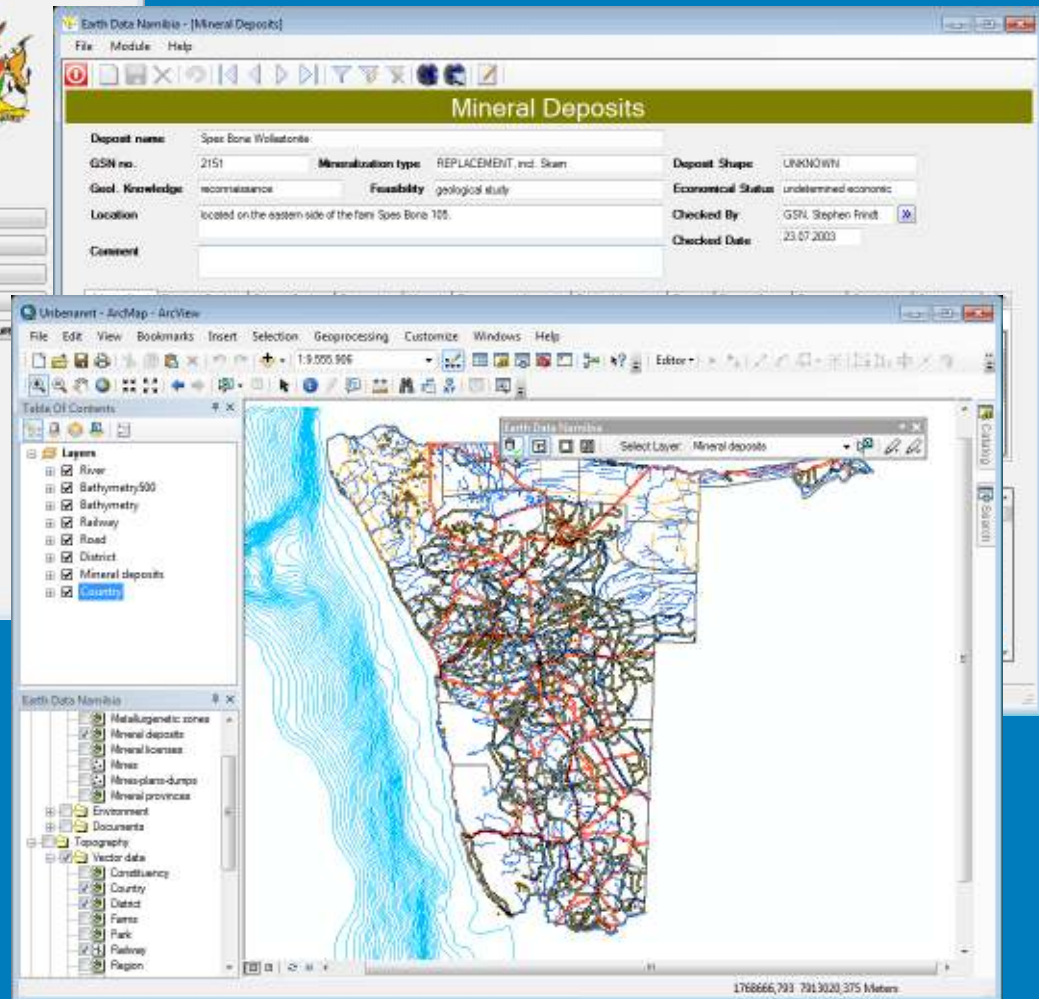 Earth Data Namibia - [Mineral Deposits]
File Module Help
Mineral Deposits
Deposit name Spes Bona Wollastonite
GSN no. 2151 Mineralization type REPLACEMENT, incl. Skarn Deposit Shape UNKNOWN
Geol. Knowledge reconnaissance Feasibility geological study Economical Status undetermined economic
Location located on the eastern side of the farm Spes Bona 105. Checked By GSN, Stephen Frindt
Checked Date 23.07.2003
Comment
Unbenannt - ArcMap - ArcView
File Edit View Bookmarks Insert Selection Geoprocessing Customize Windows Help
1:9.555.906 Editor
Table Of Contents
Layers
River
Bathymetry500
Bathymetry
Railway
Road
District
Mineral deposits
Country
Earth Data Namibia
Select Layer: Mineral deposits
Catalog
Search
Earth Data Namibia
Metallurgenetic zones
Mineral deposits
Mineral licenses
Mines
Mines-plans-dumps
Mineral provinces
Environment
Documents
Topography
Vector data
Constituency
Country
District
Farms
Park
Railway
Region
1768666,793 7913020,375 Meters